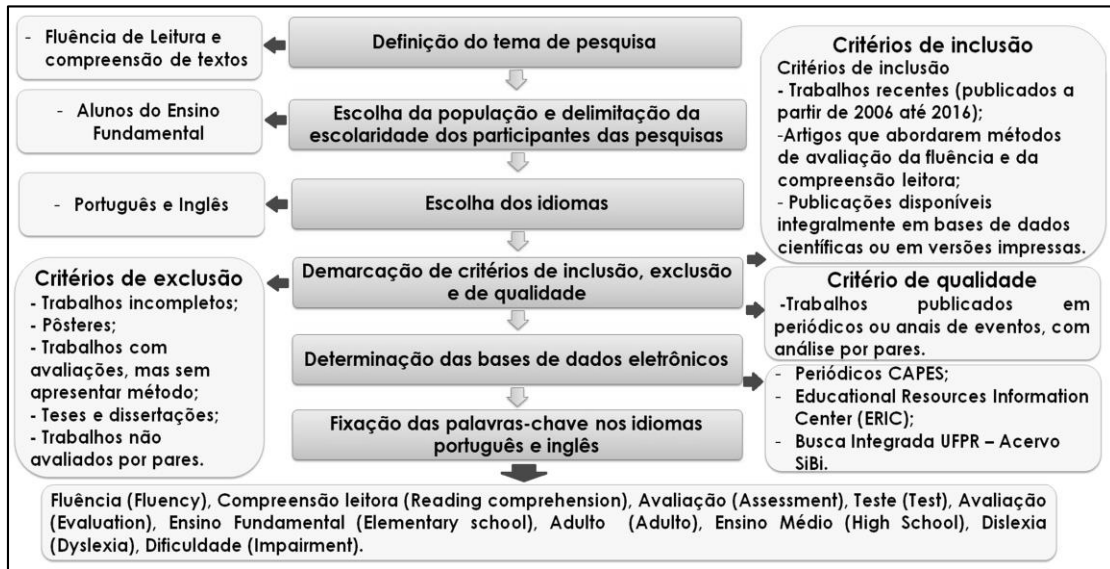 - Fluência de Leitura e
compreensão de textos
Definição do tema de pesquisa
- Alunos do Ensino
Fundamental
Escolha da população e delimitação da
escolaridade dos participantes das pesquisas
- Português e Inglês
Escolha dos idiomas
Critérios de inclusão
Critérios de inclusão
- Trabalhos recentes (publicados a
partir de 2006 até 2016);
-Artigos que abordarem métodos
de avaliação da fluência e da
compreensão leitora;
- Publicações disponíveis
integralmente em bases de dados
científicas ou em versões impressas.
Demarcação de critérios de inclusão, exclusão
e de qualidade
Critérios de exclusão
- Trabalhos incompletos;
- Pôsteres;
- Trabalhos com
avaliações, mas sem
apresentar método;
- Teses e dissertações;
- Trabalhos não
avaliados por pares.
Critério de qualidade
-Trabalhos publicados em
periódicos ou anais de eventos, com
análise por pares.
Determinação das bases de dados eletrônicos
- Periódicos CAPES;
- Educational Resources Information
Center (ERIC);
- Busca Integrada UFPR – Acervo
SiBi.
Fixação das palavras-chave nos idiomas
português e inglês
Fluência (Fluency), Compreensão leitora (Reading comprehension), Avaliação (Assessment), Teste (Test), Avaliação
(Evaluation), Ensino Fundamental (Elementary school), Adulto (Adulto), Ensino Médio (High School), Dislexia
(Dyslexia), Dificuldade (Impairment).